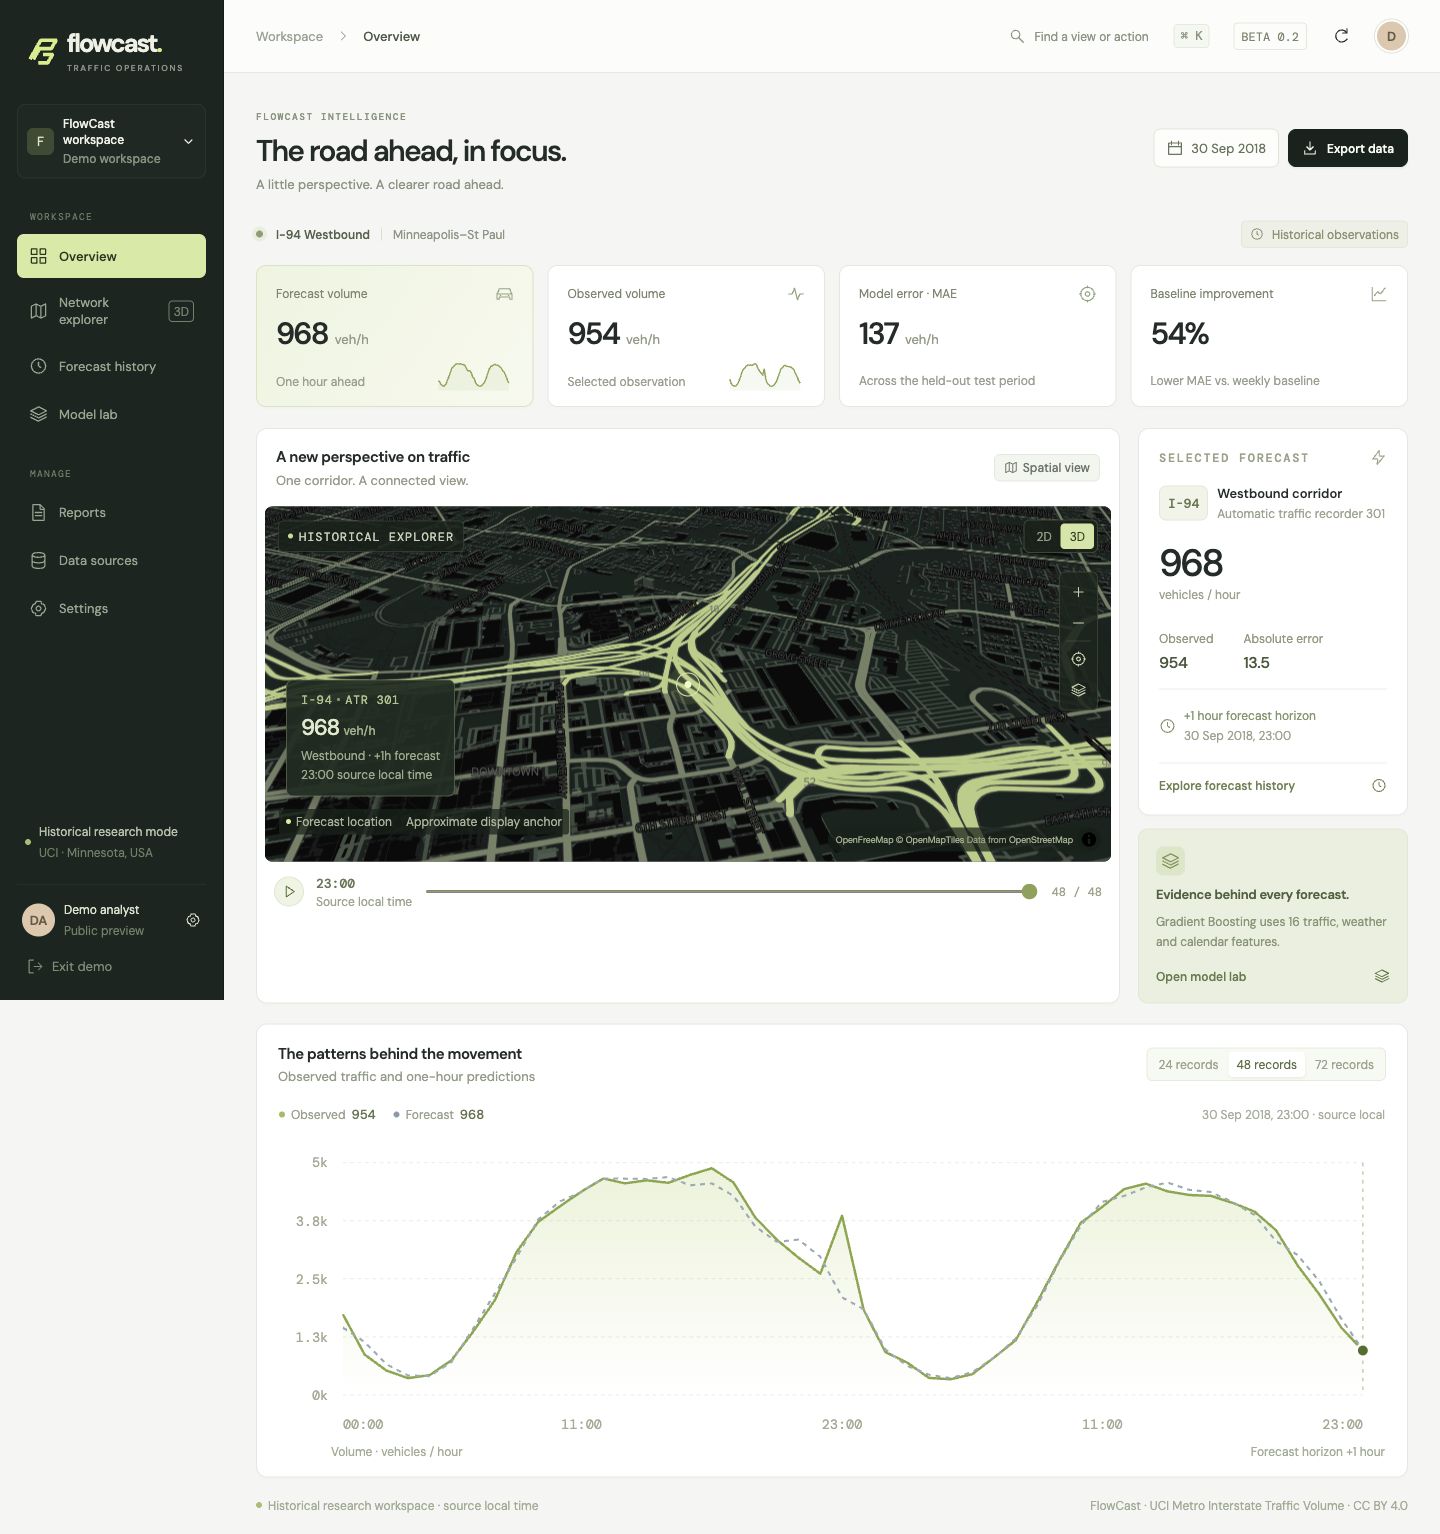 flowcast.
TRAFFIC OPERATIONS
F
FlowCast
workspace
Demo workspace
WORKSPACE
Overview
Network
explorer
3D
Forecast history
Model lab
MANAGE
Reports
Data sources
Settings
Historical research mode
UCI · Minnesota, USA
DA
Demo analyst
Public preview
Exit demo
Workspace
Overview
Find a view or action
⌘ K
BETA 0.2
D
FLOWCAST INTELLIGENCE
The road ahead, in focus.
A little perspective. A clearer road ahead.
30 Sep 2018
Export data
I-94 Westbound
Minneapolis–St Paul
Historical observations
Forecast volume
968 veh/h
One hour ahead
Observed volume
954 veh/h
Selected observation
Model error · MAE
137 veh/h
Across the held-out test period
Baseline improvement
54%
Lower MAE vs. weekly baseline
A new perspective on traffic
One corridor. A connected view.
Spatial view
HISTORICAL EXPLORER
2D
3D
GROVE STREET
I-94 · ATR 301
968 veh/h
Westbound · +1h forecast
23:00 source local time
DOWNTOWN
52
Forecast location
Approximate display anchor
OpenFreeMap © OpenMapTiles Data from OpenStreetMap
23:00
Source local time
48 / 48
SELECTED FORECAST
I-94
Westbound corridor
Automatic traffic recorder 301
968
vehicles / hour
Observed
Absolute error
954
13.5
+1 hour forecast horizon
30 Sep 2018, 23:00
Explore forecast history
Evidence behind every forecast.
Gradient Boosting uses 16 traffic, weather
and calendar features.
Open model lab
The patterns behind the movement
Observed traffic and one-hour predictions
24 records
48 records
72 records
Observed 954
Forecast 968
30 Sep 2018, 23:00 · source local
5k
3.8k
2.5k
1.3k
0k
00:00
11:00
23:00
11:00
23:00
Volume · vehicles / hour
Forecast horizon +1 hour
Historical research workspace · source local time
FlowCast · UCI Metro Interstate Traffic Volume · CC BY 4.0